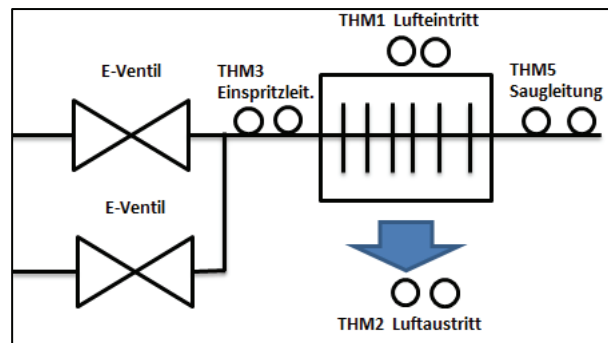 THM1 Lufteintritt
E-Ventil
THM3
Einspritzleit.
THM5
Saugleitung
E-Ventil
THM2 Luftaustritt